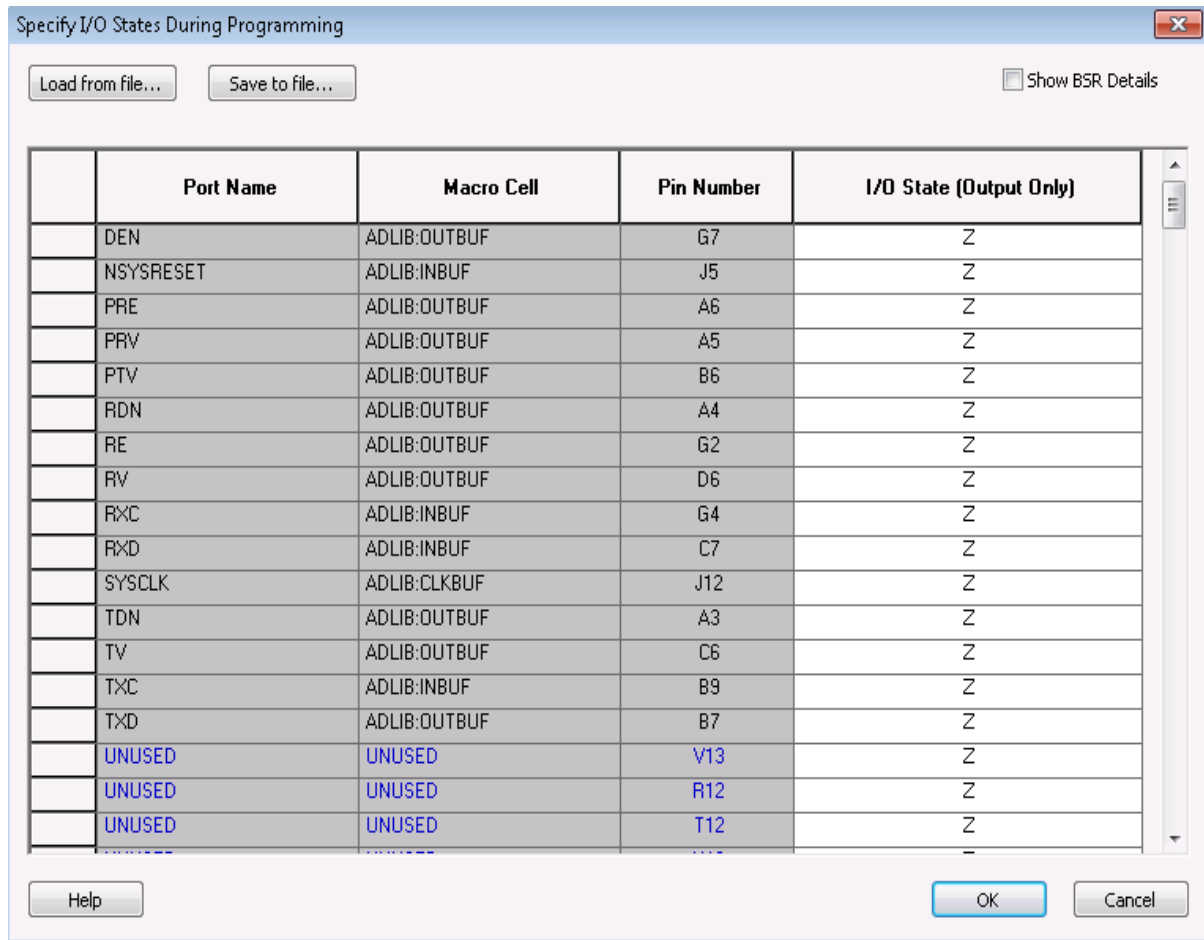 Specify I/O States During Programming
Load from file... Save to file... Show BSR Details
Port Name Macro Cell Pin Number I/O State (Output Only)
DEN ADLIB:OUTBUF G7 Z
NSYSRESET ADLIB:INBUF J5 Z
PRE ADLIB:OUTBUF A6 Z
PRV ADLIB:OUTBUF A5 Z
PTV ADLIB:OUTBUF B6 Z
RDN ADLIB:OUTBUF A4 Z
RE ADLIB:OUTBUF G2 Z
RV ADLIB:OUTBUF D6 Z
RXC ADLIB:INBUF G4 Z
RXD ADLIB:INBUF C7 Z
SYSCLK ADLIB:CLKBUF J12 Z
TDN ADLIB:OUTBUF A3 Z
TV ADLIB:OUTBUF C6 Z
TXC ADLIB:INBUF B9 Z
TXD ADLIB:OUTBUF B7 Z
UNUSED UNUSED V13 Z
UNUSED UNUSED R12 Z
UNUSED UNUSED T12 Z
Help OK Cancel